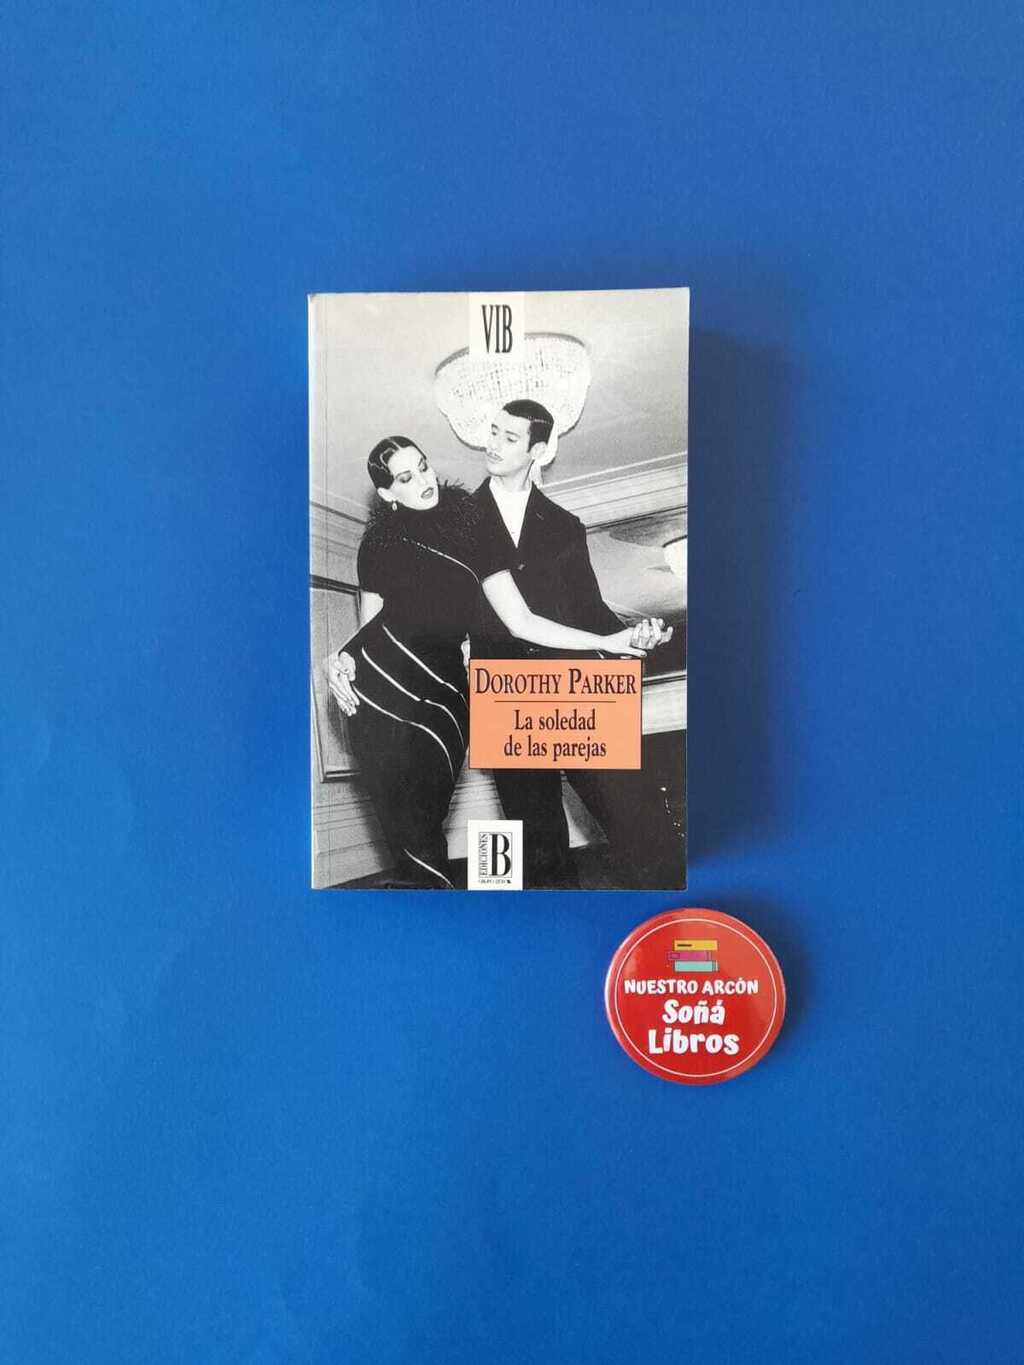 VIB
DOROTHY PARKER
La soledad
de las parejas
EDICIONES
B
NUESTRO ARCÓN
Soñá
Libros